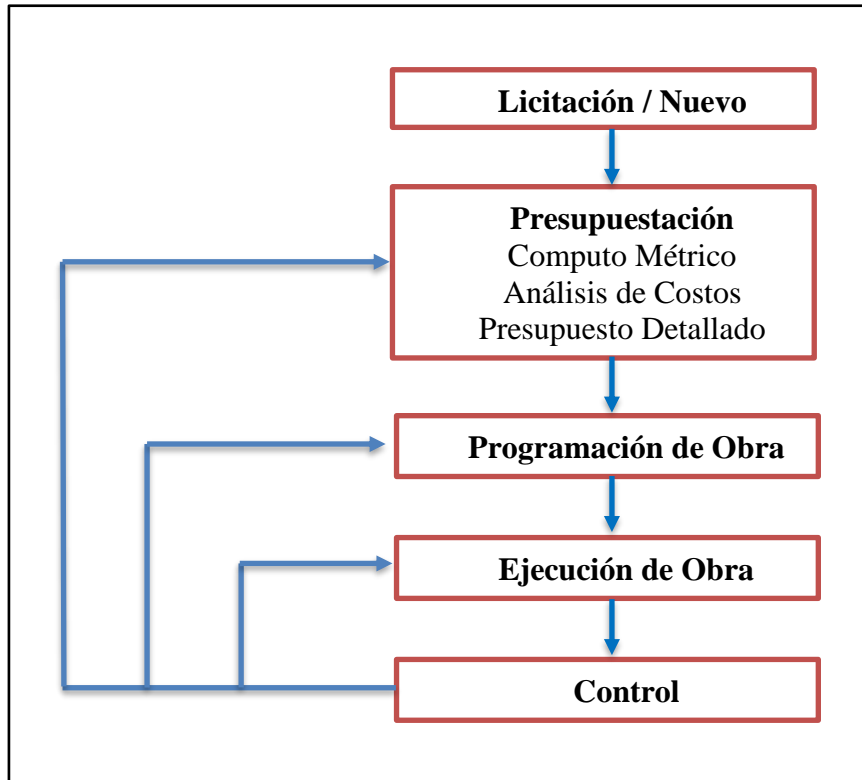 Licitación / Nuevo
Presupuestación
Computo Métrico
Análisis de Costos
Presupuesto Detallado
Programación de Obra
Ejecución de Obra
Control